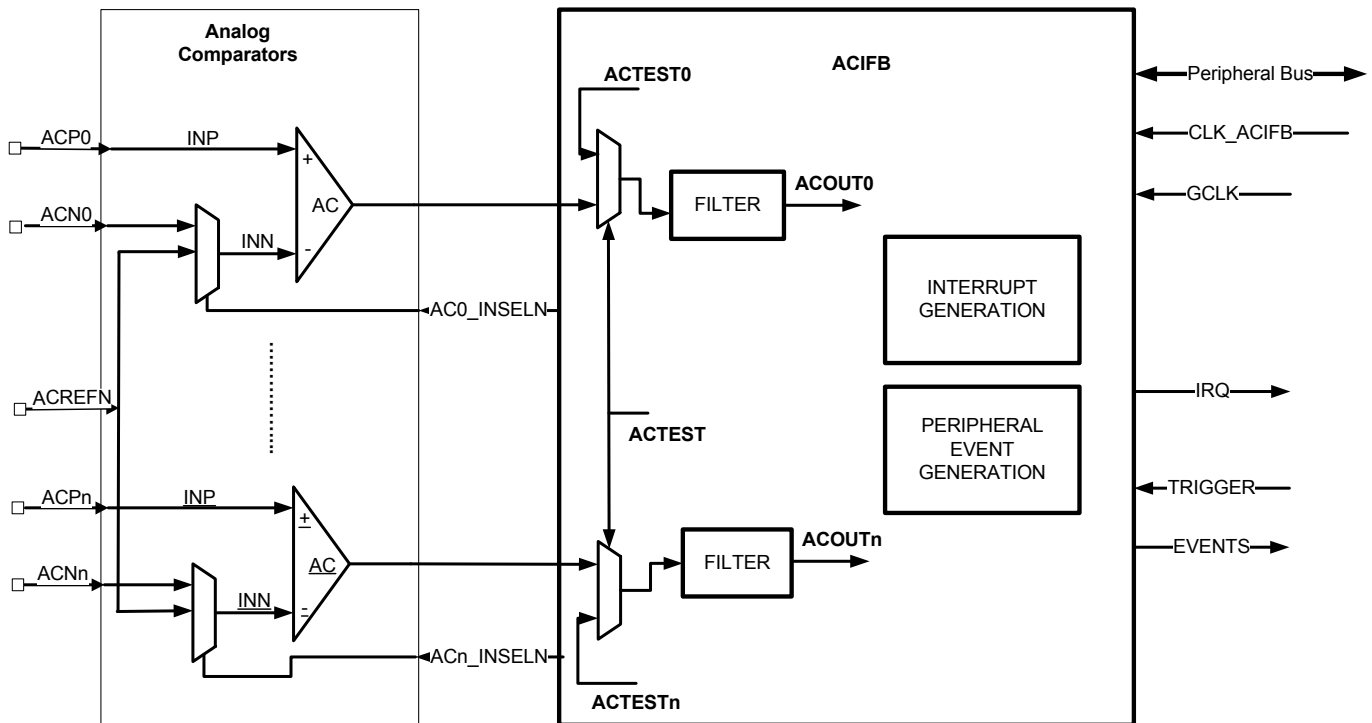 Analog
Comparators
ACIFB
ACTEST0
Peripheral Bus
ACP0
INP
+
CLK_ACIFB
AC
FILTER
ACOUT0
GCLK
ACN0
INN
-
INTERRUPT
GENERATION
AC0_INSELN
ACREFN
IRQ
ACTEST
PERIPHERAL
EVENT
GENERATION
ACPn
INP
+
TRIGGER
ACOUTn
EVENTS
AC
FILTER
ACNn
INN
-
ACn_INSELN
ACTESTn